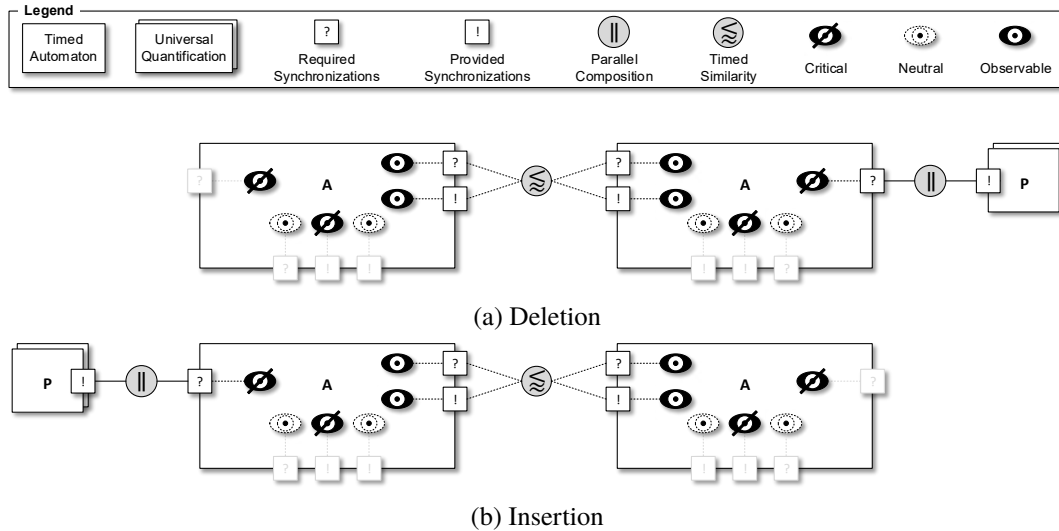 Legend
Timed
Automaton
Universal
Quantification
?
Required
Synchronizations
!
Provided
Synchronizations
||
Parallel
Composition
≲≈
Timed
Similarity
Critical
Neutral
Observable
? A ? ! ? ! !
≲≈
? ! A ? ! ! ?
||
! P
(a) Deletion
P !
||
? A ? ! ? ! !
≲≈
? ! A ? ! ! ?
(b) Insertion